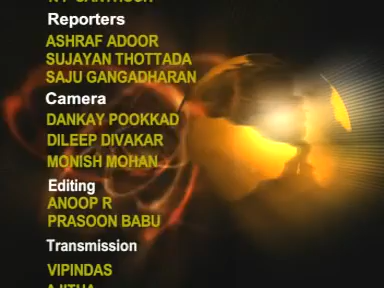 Reporters
ASHRAF ADOOR
SUJAYAN THOTTADA
SAJU GANGADHARAN
Camera
DANKAY POOKKAD
DILEEP DIVAKAR
MONISH MOHAN
Editing
ANOOP R
PRASOON BABU
Transmission
VIPINDAS